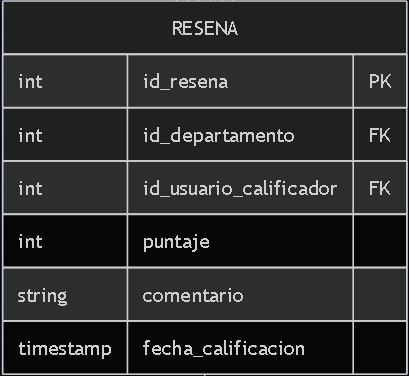 RESENA
int id_resena PK
int id_departamento FK
int id_usuario_calificador FK
int puntaje
string comentario
timestamp fecha_calificacion